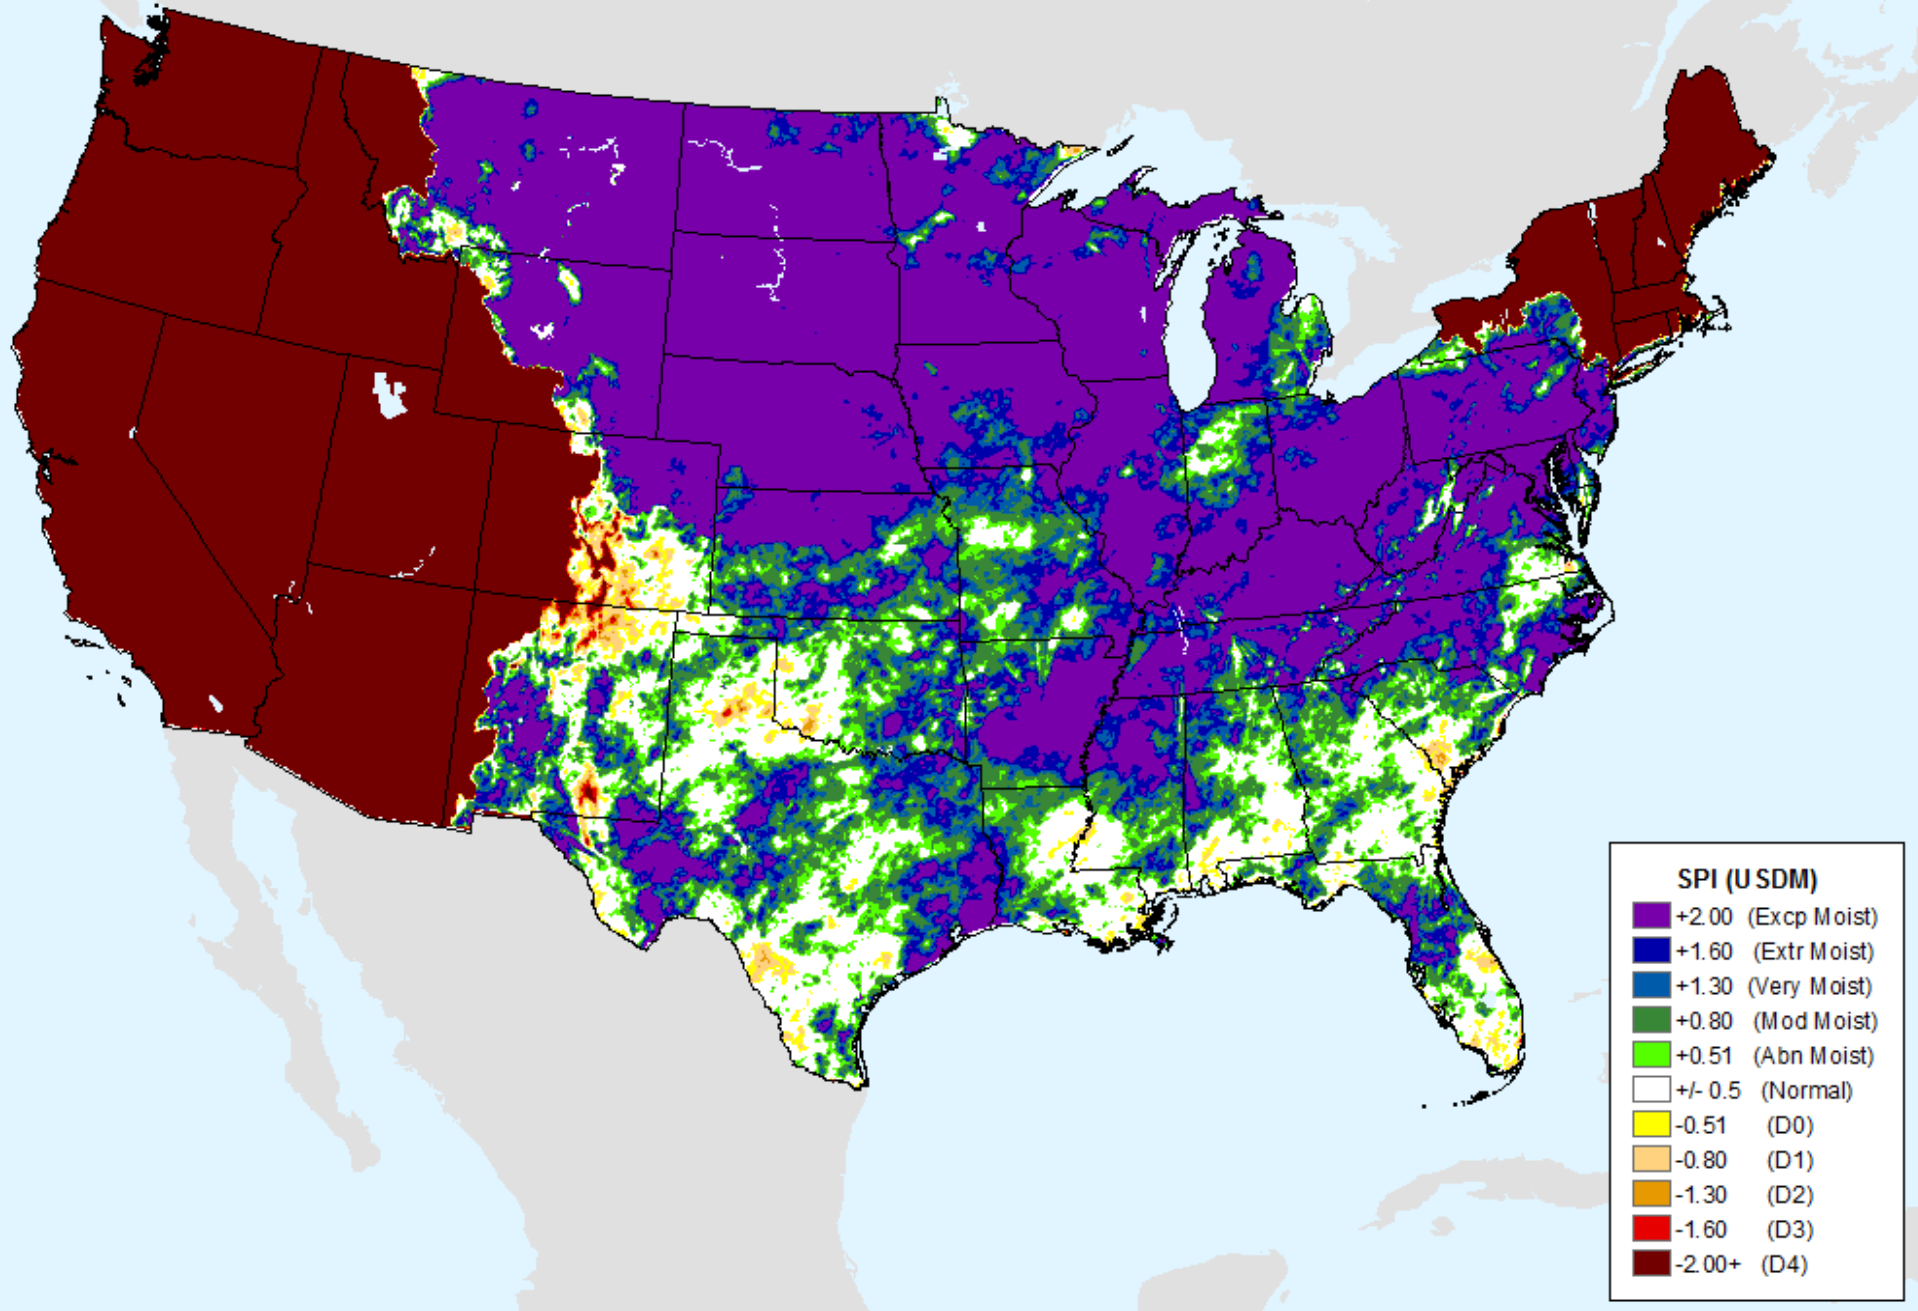 SPI (USDM)
+2.00 (Excp Moist)
+1.60 (Extr Moist)
+1.30 (Very Moist)
+0.80 (Mod Moist)
+0.51 (Abn Moist)
+/- 0.5 (Normal)
-0.51 (D0)
-0.80 (D1)
-1.30 (D2)
-1.60 (D3)
-2.00+ (D4)